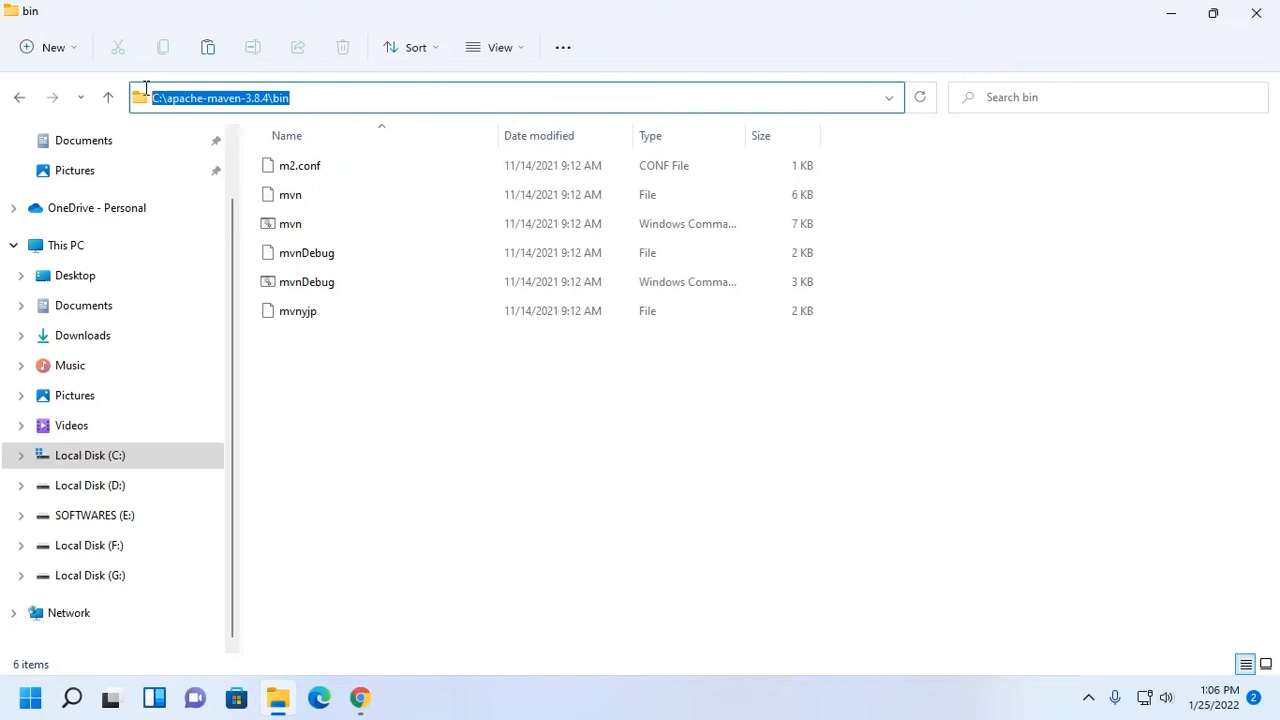 bin
New
Sort
View
C:\apache-maven-3.8.4\bin
Search bin
Documents
Pictures
OneDrive - Personal
This PC
Desktop
Documents
Downloads
Music
Pictures
Videos
Local Disk (C:)
Local Disk (D:)
SOFTWARES (E:)
Local Disk (F:)
Local Disk (G:)
Network
Name Date modified Type Size
m2.conf 11/14/2021 9:12 AM CONF File 1 KB
mvn 11/14/2021 9:12 AM File 6 KB
mvn 11/14/2021 9:12 AM Windows Comma... 7 KB
mvnDebug 11/14/2021 9:12 AM File 2 KB
mvnDebug 11/14/2021 9:12 AM Windows Comma... 3 KB
mvnyjp 11/14/2021 9:12 AM File 2 KB
6 items
1:06 PM
1/25/2022
2